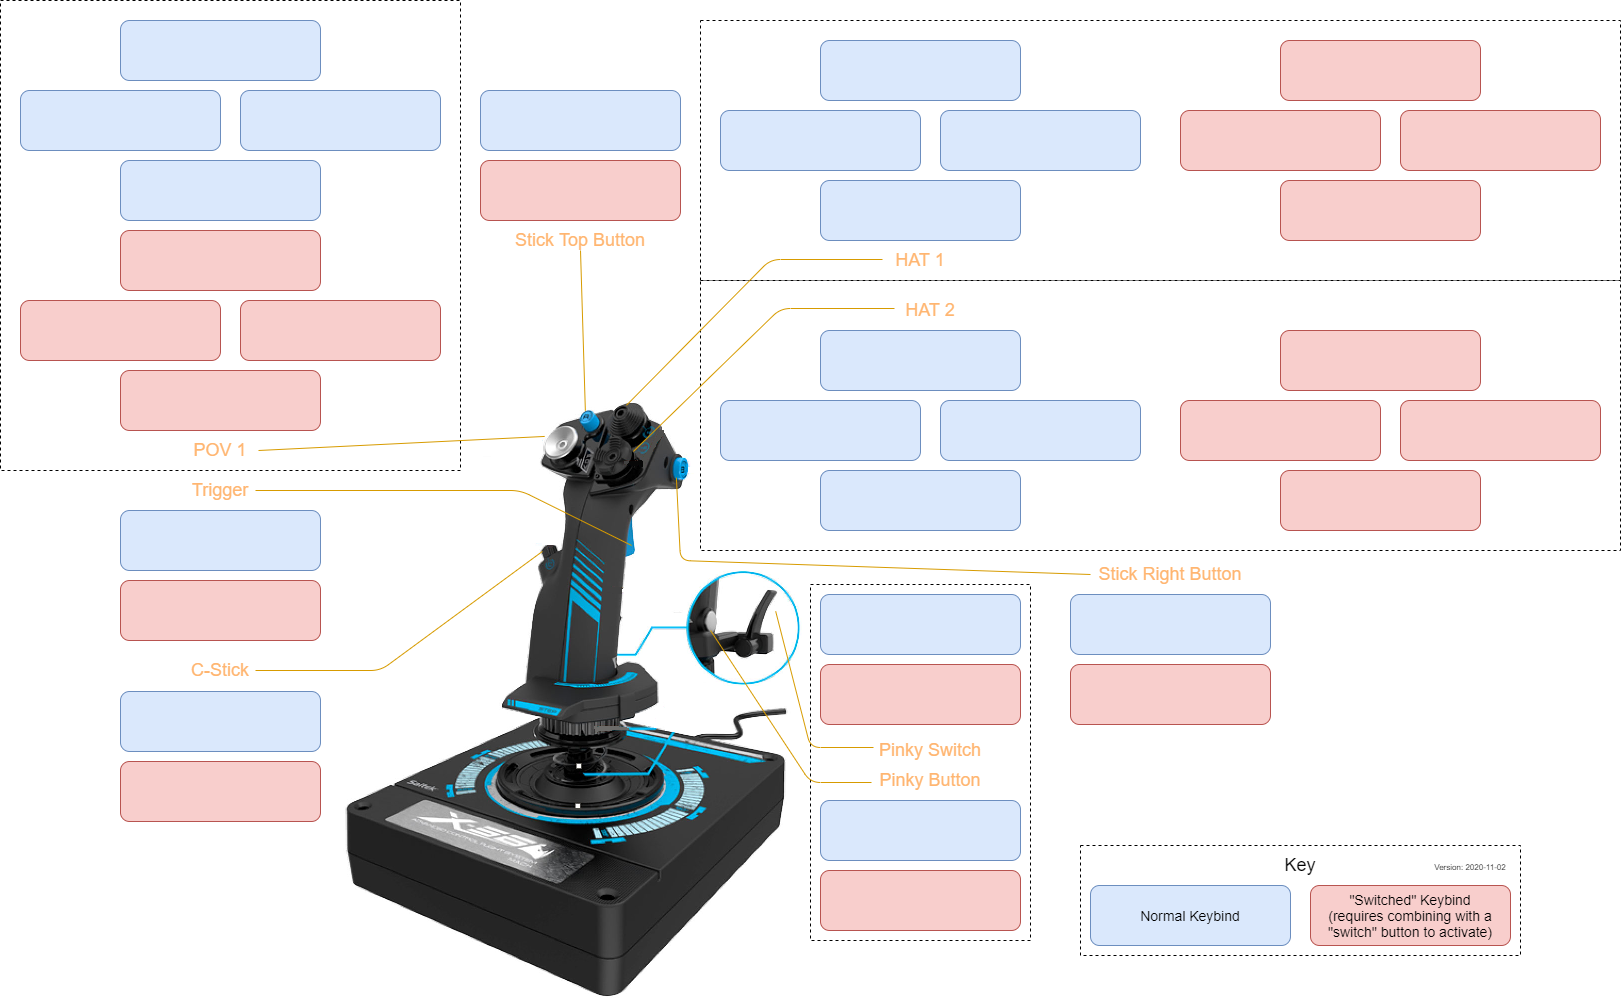 Stick Top Button
HAT 1
HAT 2
POV 1
Trigger
Stick Right Button
C-Stick
Pinky Switch
Pinky Button
Saitek
X-56
Key
Version: 2020-11-02
Normal Keybind
"Switched" Keybind
(requires combining with a
"switch" button to activate)